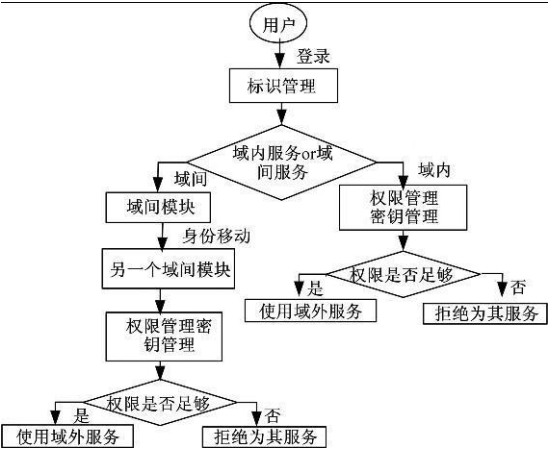 用户
登录
标识管理
域内服务or域
间服务
域间
域内
域间模块
权限管理
密钥管理
身份移动
另一个域间模块
权限是否足够
是
否
使用域外服务
拒绝为其服务
权限管理密
钥管理
权限是否足够
是
否
使用域外服务
拒绝为其服务